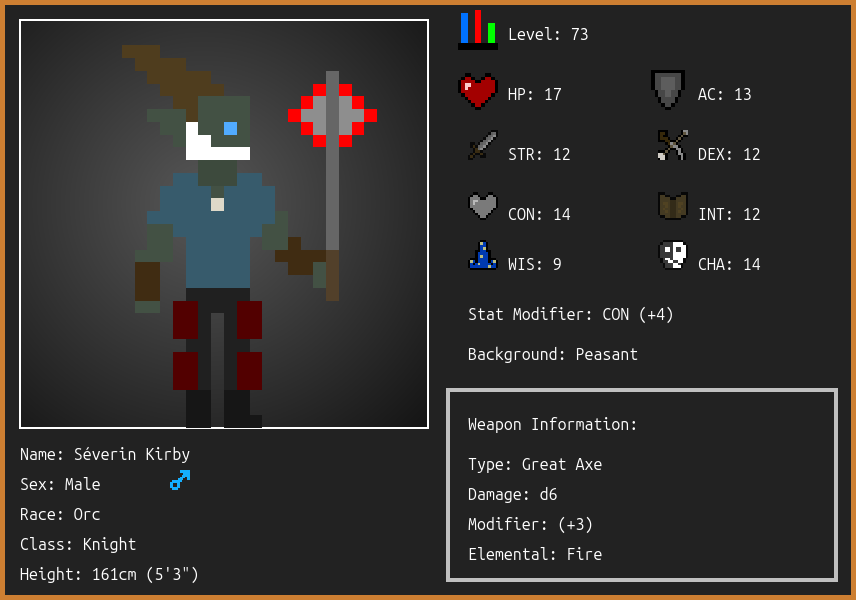 Level: 73
HP: 17
AC: 13
STR: 12
DEX: 12
CON: 14
INT: 12
WIS: 9
CHA: 14
Stat Modifier: CON (+4)
Background: Peasant
Weapon Information:
Type: Great Axe
Damage: d6
Modifier: (+3)
Elemental: Fire
Name: Séverin Kirby
Sex: Male
Race: Orc
Class: Knight
Height: 161cm (5'3")